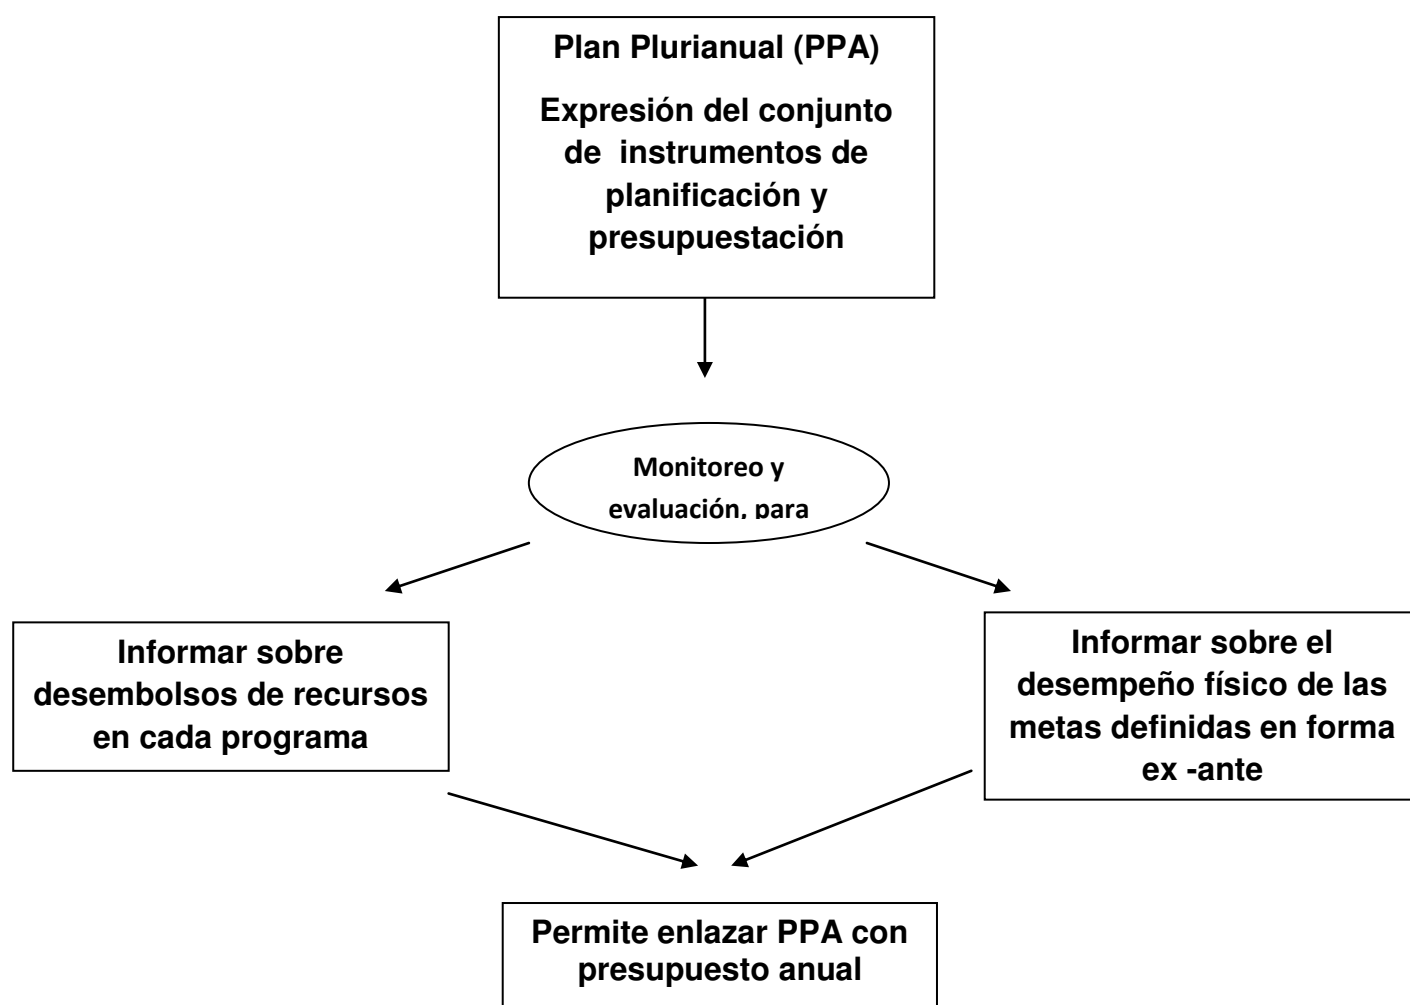 Plan Plurianual (PPA)
Expresión del conjunto
de instrumentos de
planificación y
presupuestación
Monitoreo y
evaluación, para
Informar sobre
desembolsos de recursos
en cada programa
Informar sobre el
desempeño físico de las
metas definidas en forma
ex -ante
Permite enlazar PPA con
presupuesto anual